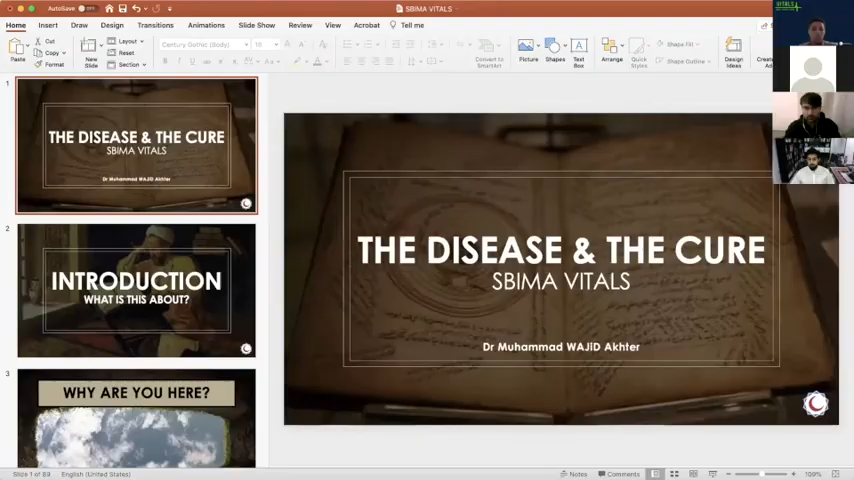 AutoSave
OFF
SBIMA VITALS
Home
Insert
Draw
Design
Transitions
Animations
Slide Show
Review
View
Acrobat
Tell me
Paste
Cut
Copy
Format
New
Slide
Layout
Reset
Section
Century Gothic (Body)
Convert to
SmartArt
Picture
Shapes
Text
Box
Arrange
Quick
Styles
Shape Fill
Shape Outline
Design
Ideas
VITALS
1
THE DISEASE & THE CURE
SBIMA VITALS
Dr Muhammad WAJiD Akhter
2
INTRODUCTION
WHAT IS THIS ABOUT?
3
WHY ARE YOU HERE?
THE DISEASE & THE CURE
SBIMA VITALS
Dr Muhammad WAJiD Akhter
Slide 1 of 89
English (United States)
Notes
Comments
109%